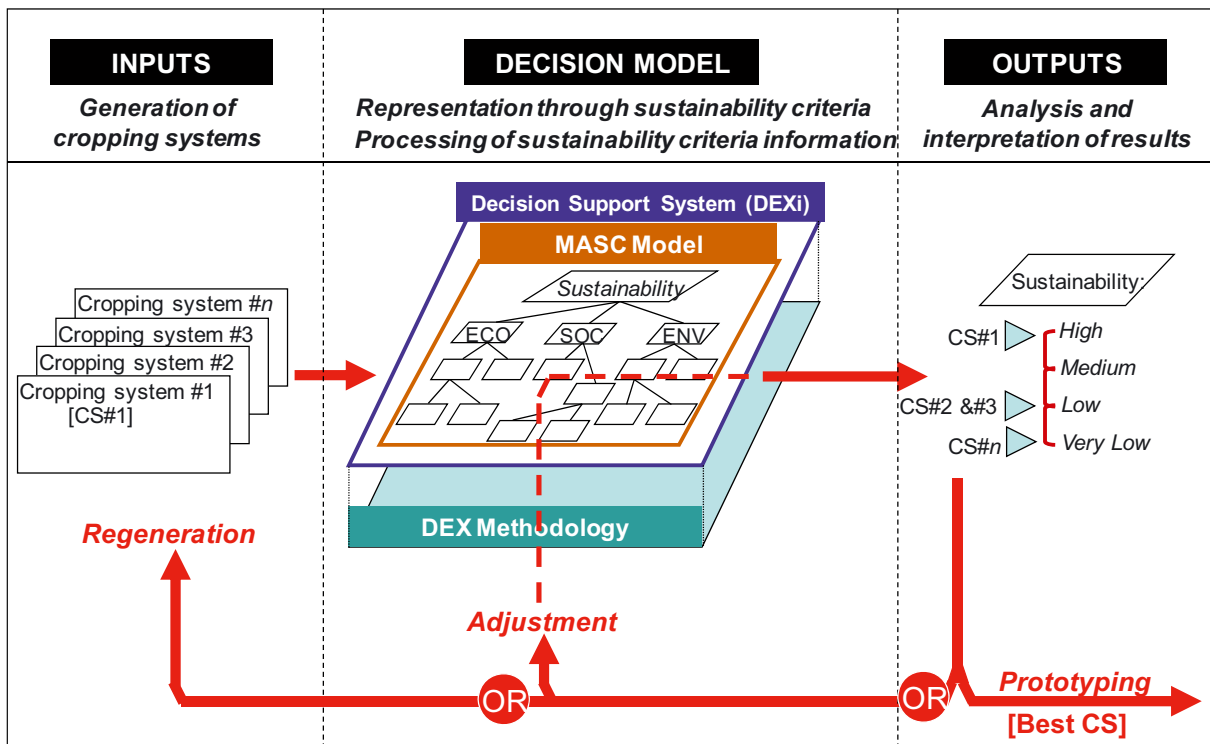 INPUTS
Generation of
cropping systems
DECISION MODEL
Representation through sustainability criteria
Processing of sustainability criteria information
OUTPUTS
Analysis and
interpretation of results
Cropping system #n
Cropping system #3
Cropping system #2
Cropping system #1
[CS#1]
Decision Support System (DEXi)
MASC Model
Sustainability
ECO
SOC
ENV
DEX Methodology
Sustainability:
CS#1
High
Medium
CS#2 &#3
Low
CS#n
Very Low
Regeneration
Adjustment
OR
OR
Prototyping
[Best CS]